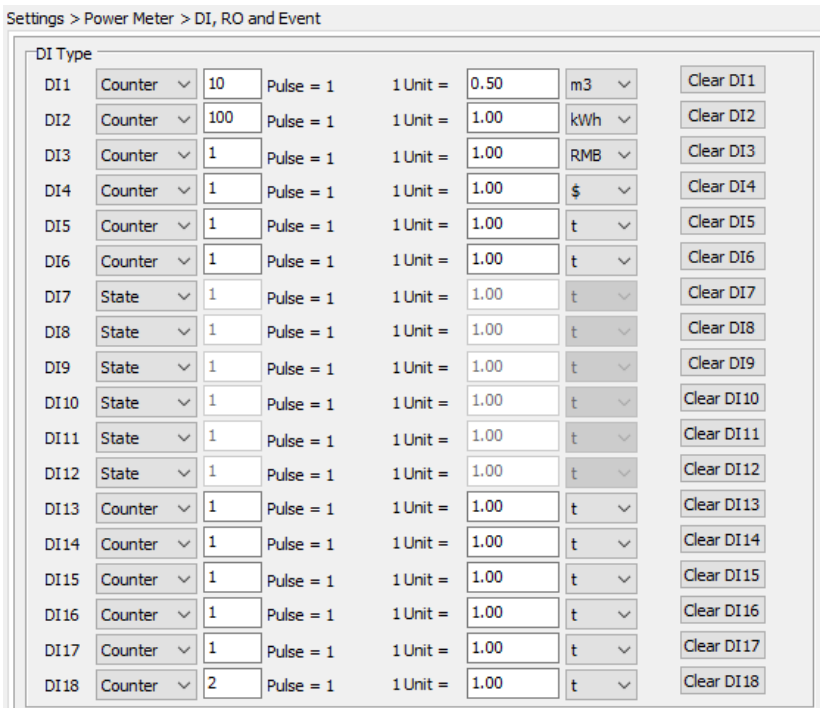 Settings > Power Meter > DI, RO and Event
DI Type
DI1 Counter 10 Pulse = 1 1 Unit = 0.50 m3 Clear DI1
DI2 Counter 100 Pulse = 1 1 Unit = 1.00 kWh Clear DI2
DI3 Counter 1 Pulse = 1 1 Unit = 1.00 RMB Clear DI3
DI4 Counter 1 Pulse = 1 1 Unit = 1.00 $ Clear DI4
DI5 Counter 1 Pulse = 1 1 Unit = 1.00 t Clear DI5
DI6 Counter 1 Pulse = 1 1 Unit = 1.00 t Clear DI6
DI7 State 1 Pulse = 1 1 Unit = 1.00 t Clear DI7
DI8 State 1 Pulse = 1 1 Unit = 1.00 t Clear DI8
DI9 State 1 Pulse = 1 1 Unit = 1.00 t Clear DI9
DI10 State 1 Pulse = 1 1 Unit = 1.00 t Clear DI10
DI11 State 1 Pulse = 1 1 Unit = 1.00 t Clear DI11
DI12 State 1 Pulse = 1 1 Unit = 1.00 t Clear DI12
DI13 Counter 1 Pulse = 1 1 Unit = 1.00 t Clear DI13
DI14 Counter 1 Pulse = 1 1 Unit = 1.00 t Clear DI14
DI15 Counter 1 Pulse = 1 1 Unit = 1.00 t Clear DI15
DI16 Counter 1 Pulse = 1 1 Unit = 1.00 t Clear DI16
DI17 Counter 1 Pulse = 1 1 Unit = 1.00 t Clear DI17
DI18 Counter 2 Pulse = 1 1 Unit = 1.00 t Clear DI18